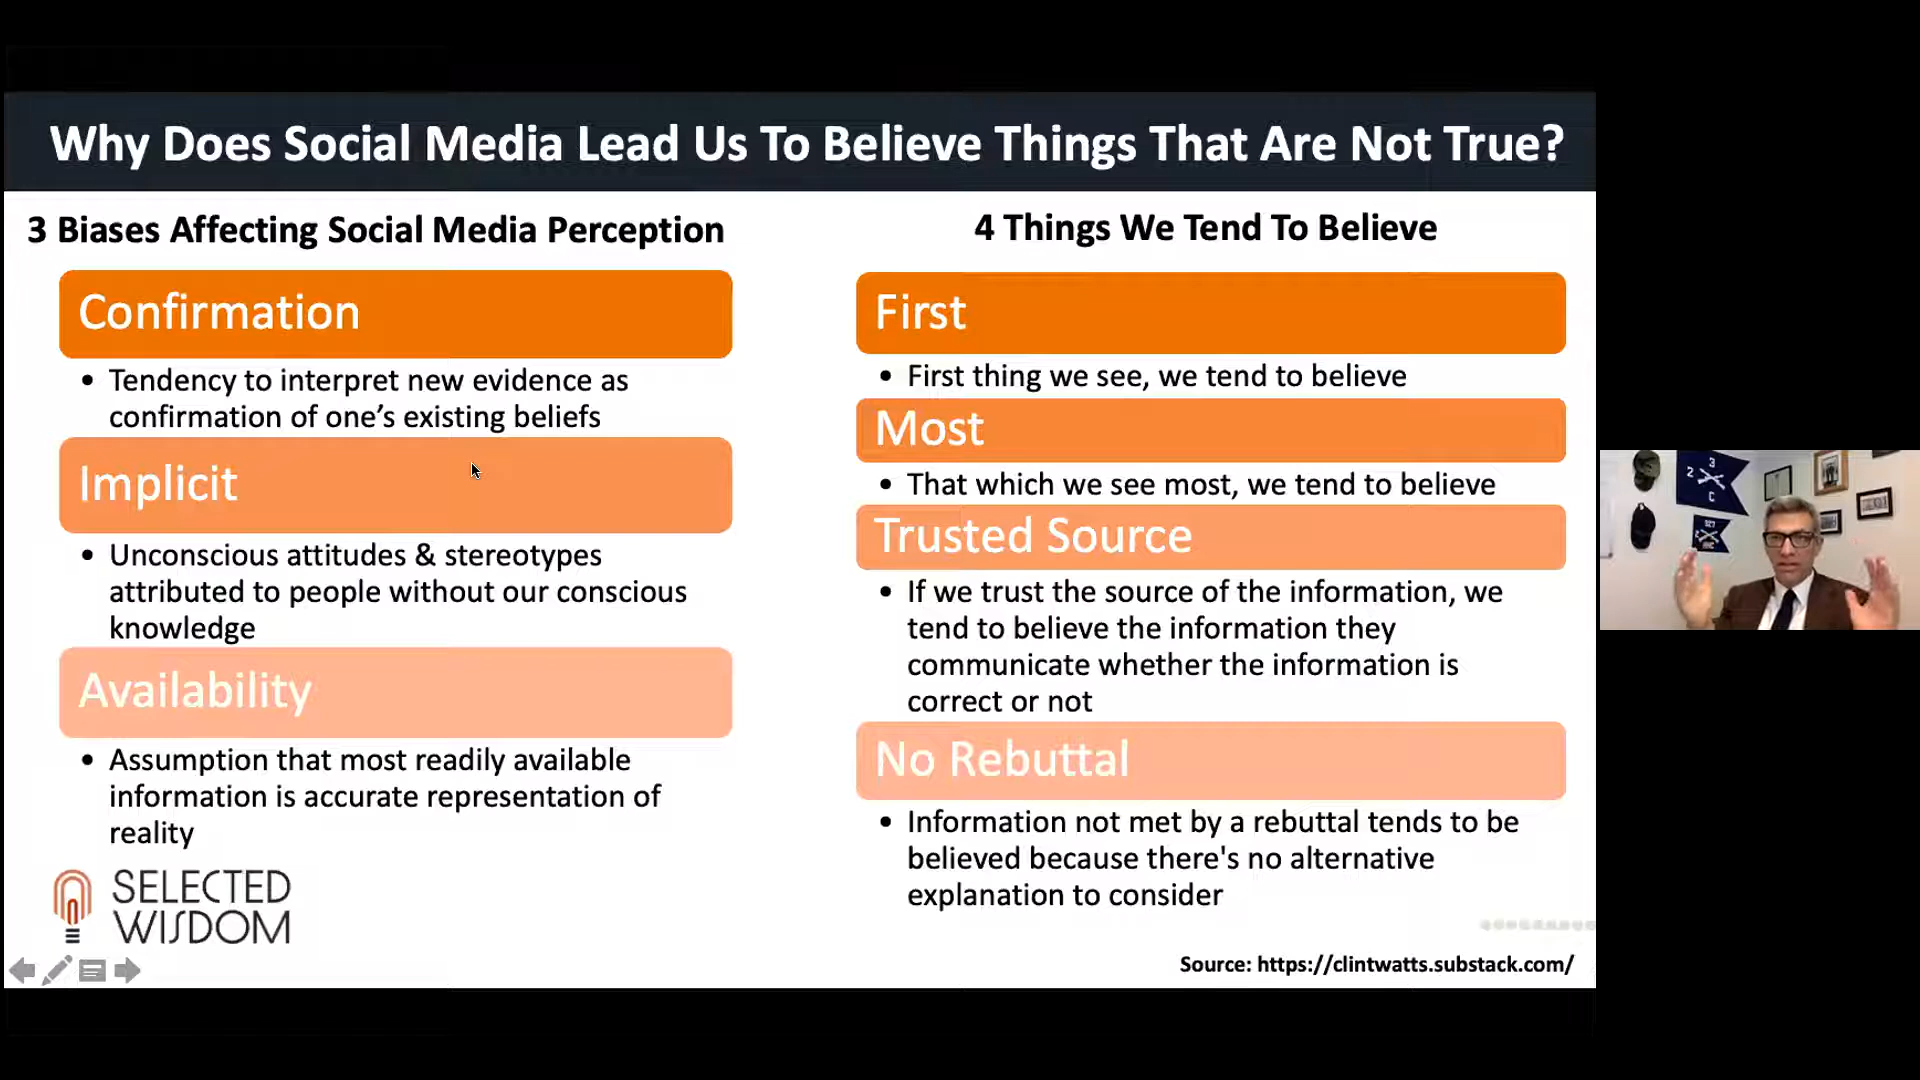 Why Does Social Media Lead Us To Believe Things That Are Not True?
3 Biases Affecting Social Media Perception
Confirmation
• Tendency to interpret new evidence as
confirmation of one’s existing beliefs
Implicit
• Unconscious attitudes & stereotypes
attributed to people without our conscious
knowledge
Availability
• Assumption that most readily available
information is accurate representation of
reality
SELECTED
WISDOM
4 Things We Tend To Believe
First
• First thing we see, we tend to believe
Most
• That which we see most, we tend to believe
Trusted Source
• If we trust the source of the information, we
tend to believe the information they
communicate whether the information is
correct or not
No Rebuttal
• Information not met by a rebuttal tends to be
believed because there's no alternative
explanation to consider
Source: https://clintwatts.substack.com/
3
2
C